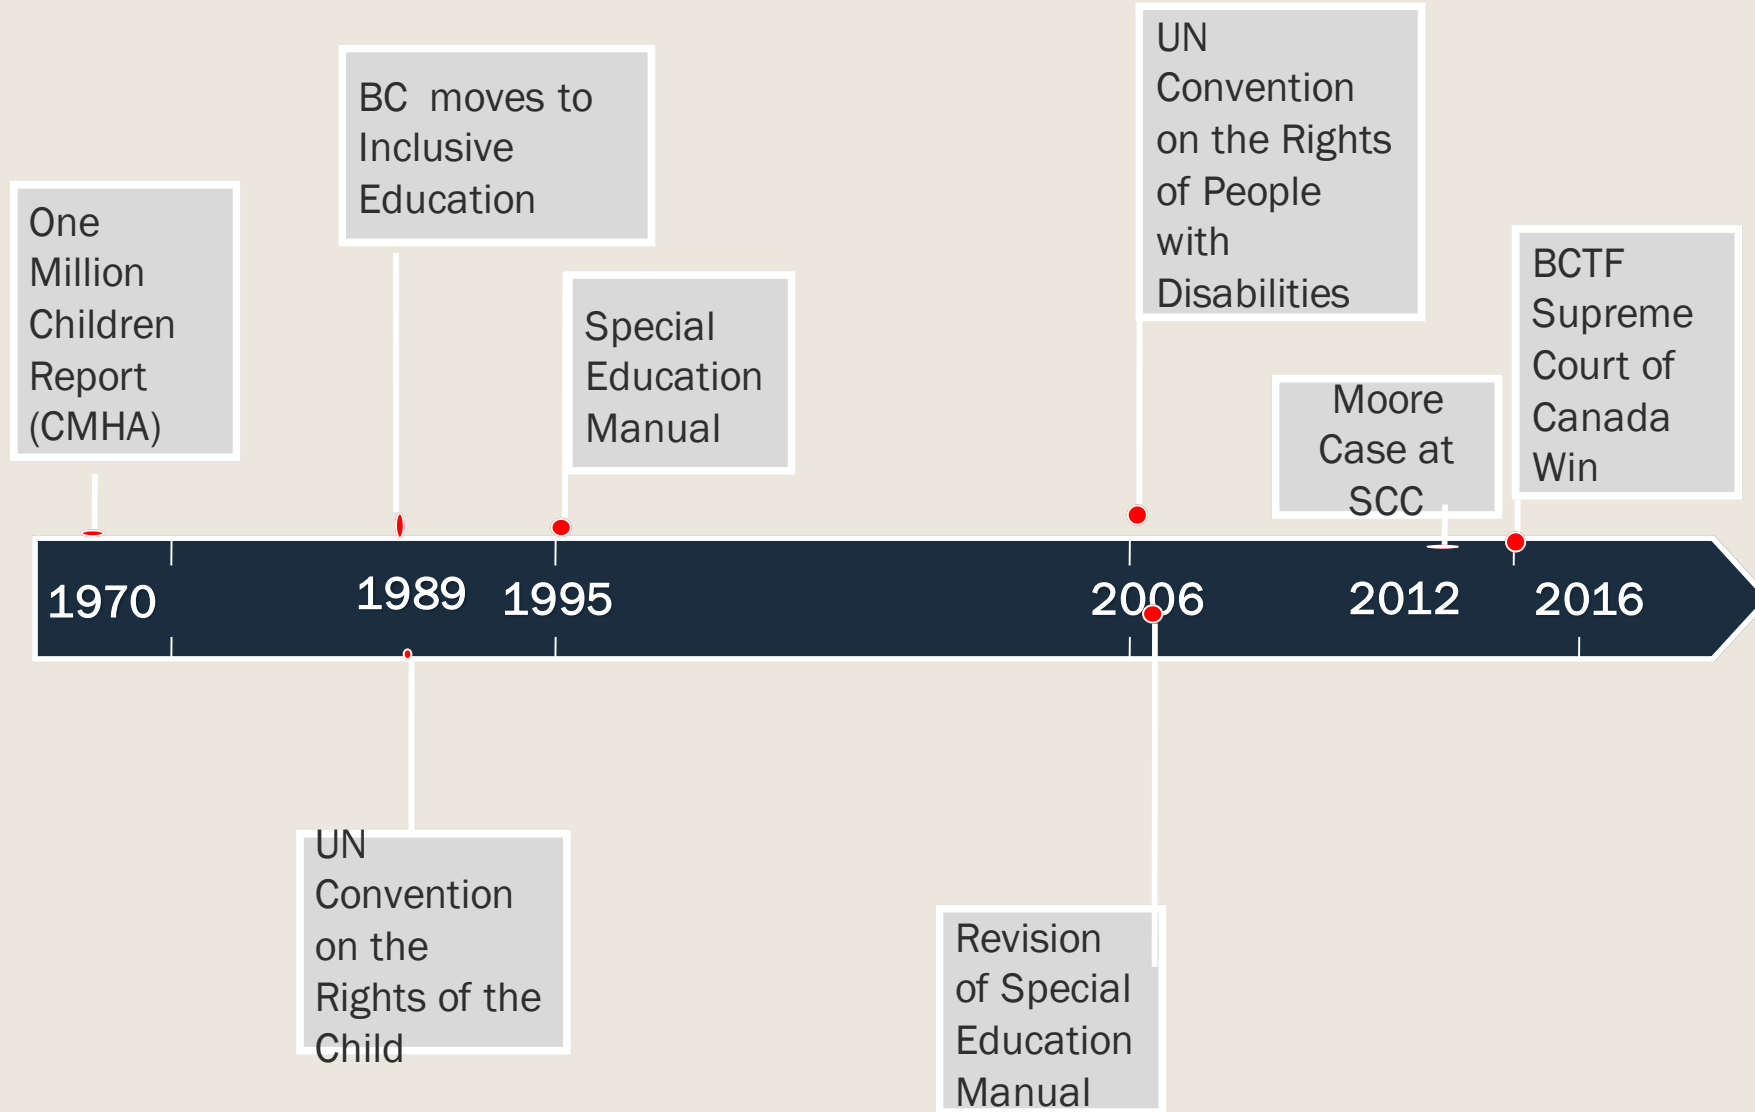 One
Million
Children
Report
(CMHA)
BC moves to
Inclusive
Education
Special
Education
Manual
UN
Convention
on the Rights
of People
with
Disabilities
Moore
Case at
SCC
BCTF
Supreme
Court of
Canada
Win
1970
1989
1995
2006
2012
2016
UN
Convention
on the
Rights of the
Child
Revision
of Special
Education
Manual